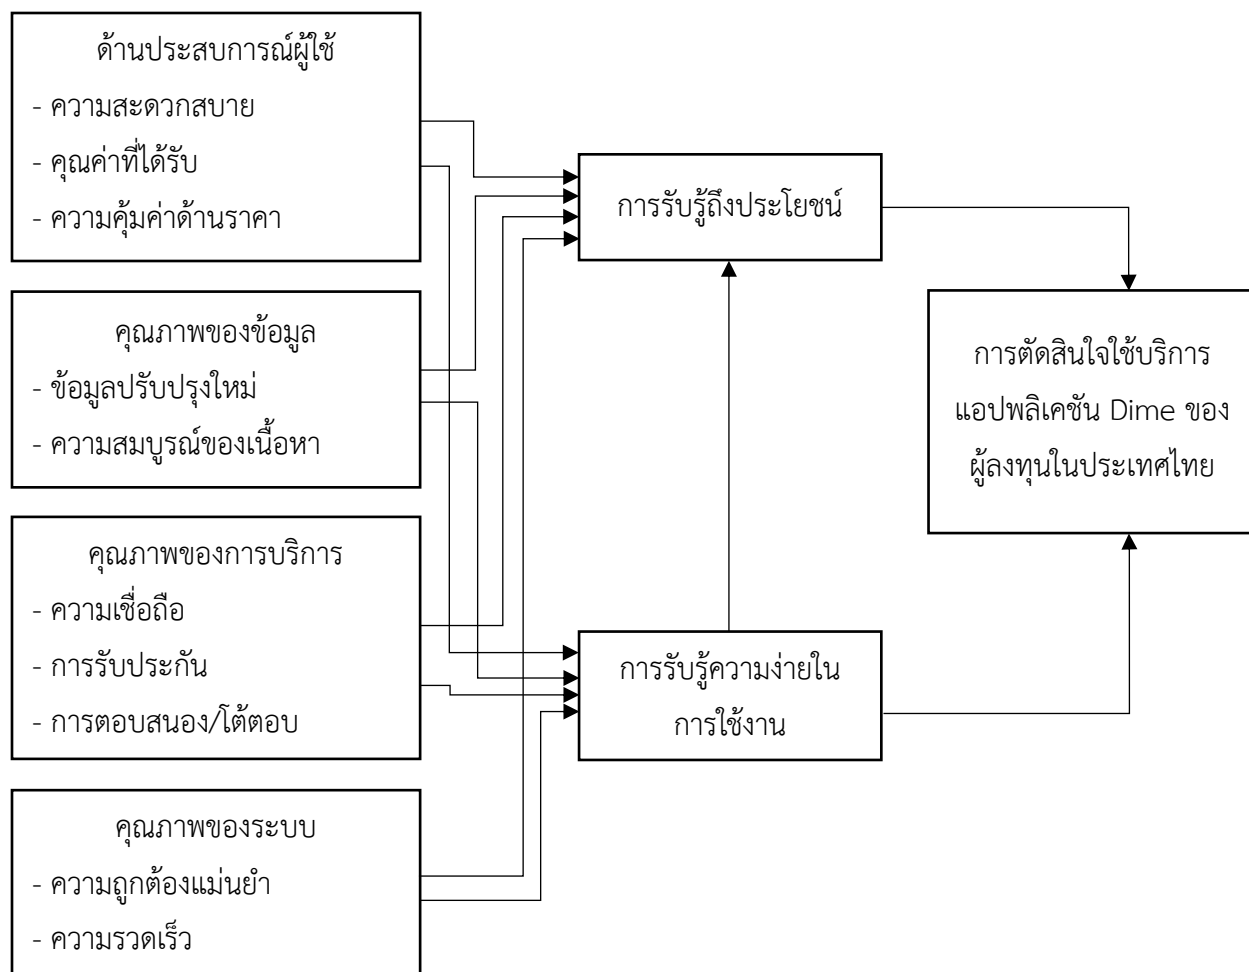 ด้านประสบการณ์ผู้ใช้
- ความสะดวกสบาย
- คุณค่าที่ได้รับ
- ความคุ้มค่าด้านราคา
คุณภาพของข้อมูล
- ข้อมูลปรับปรุงใหม่
- ความสมบูรณ์ของเนื้อหา
คุณภาพของการบริการ
- ความเชื่อถือ
- การรับประกัน
- การตอบสนอง/โต้ตอบ
คุณภาพของระบบ
- ความถูกต้องแม่นยำ
- ความรวดเร็ว
การรับรู้ถึงประโยชน์
การรับรู้ความง่ายใน
การใช้งาน
การตัดสินใจใช้บริการ
แอปพลิเคชัน Dime ของ
ผู้ลงทุนในประเทศไทย